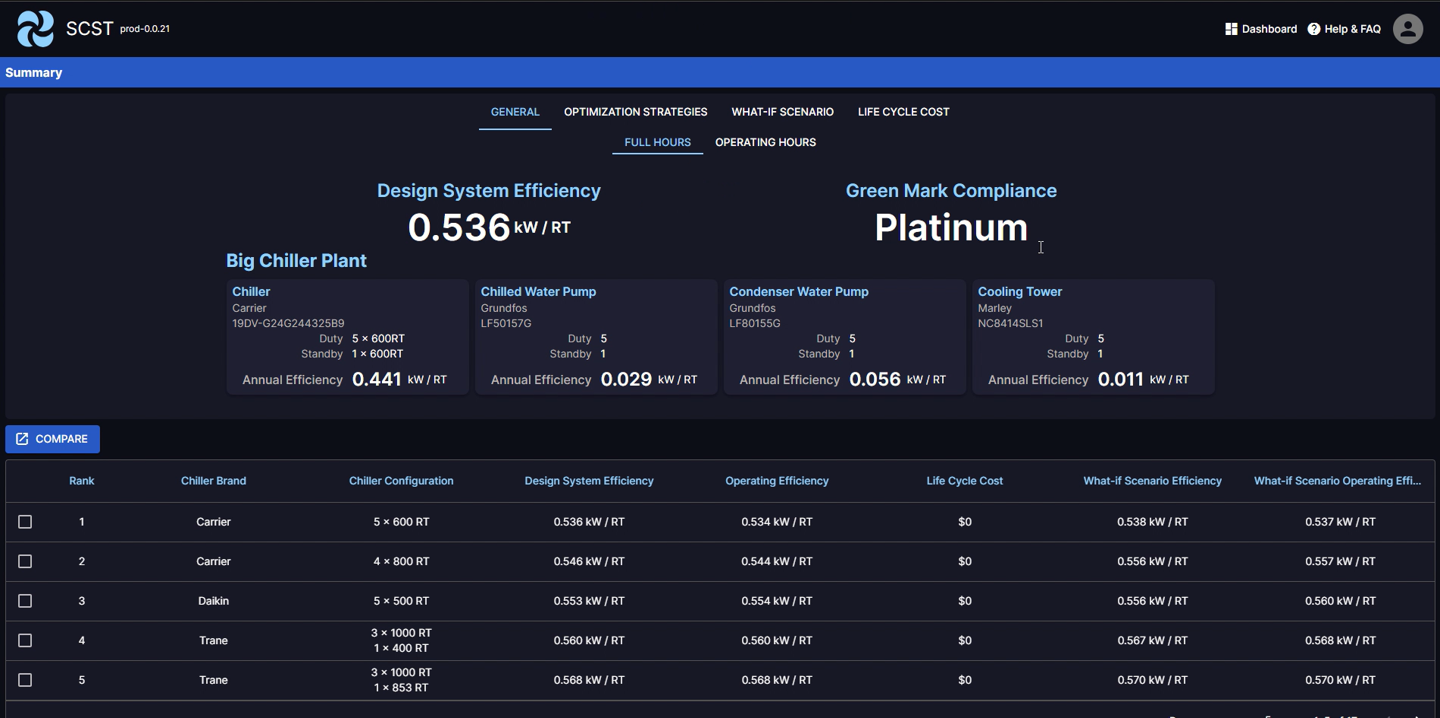 SCST prod-0.0.21
Dashboard Help & FAQ
Summary
GENERAL OPTIMIZATION STRATEGIES WHAT-IF SCENARIO LIFE CYCLE COST
FULL HOURS OPERATING HOURS
Design System Efficiency
0.536 kW / RT
Green Mark Compliance
Platinum
Big Chiller Plant
Chiller
Carrier
19DV-G24G244325B9
Duty 5 × 600RT
Standby 1 × 600RT
Annual Efficiency 0.441 kW / RT
Chilled Water Pump
Grundfos
LF50157G
Duty 5
Standby 1
Annual Efficiency 0.029 kW / RT
Condenser Water Pump
Grundfos
LF80155G
Duty 5
Standby 1
Annual Efficiency 0.056 kW / RT
Cooling Tower
Marley
NC8414SLS1
Duty 5
Standby 1
Annual Efficiency 0.011 kW / RT
COMPARE
Rank Chiller Brand Chiller Configuration Design System Efficiency Operating Efficiency Life Cycle Cost What-if Scenario Efficiency What-if Scenario Operating Effi...
1 Carrier 5 × 600 RT 0.536 kW / RT 0.534 kW / RT $0 0.538 kW / RT 0.537 kW / RT
2 Carrier 4 × 800 RT 0.546 kW / RT 0.544 kW / RT $0 0.556 kW / RT 0.557 kW / RT
3 Daikin 5 × 500 RT 0.553 kW / RT 0.554 kW / RT $0 0.556 kW / RT 0.560 kW / RT
4 Trane 3 × 1000 RT 1 × 400 RT 0.560 kW / RT 0.560 kW / RT $0 0.567 kW / RT 0.568 kW / RT
5 Trane 3 × 1000 RT 1 × 853 RT 0.568 kW / RT 0.568 kW / RT $0 0.570 kW / RT 0.570 kW / RT